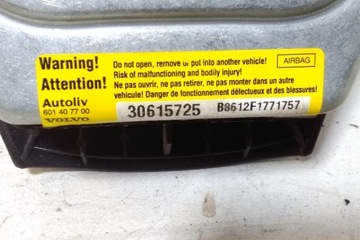 Warning!
Attention!
Do not open, remove or put into another vehicle!
Risk of malfunctioning and bodily injury!
Ne pas ouvrir, ne pas retirer, ne pas monter dans un autre
vehicule! Danger de fonctionnement défectueux et des blessures!
AIRBAG
Autoliv
601 40 77 00
VOLVO
30615725
B8612F1771757